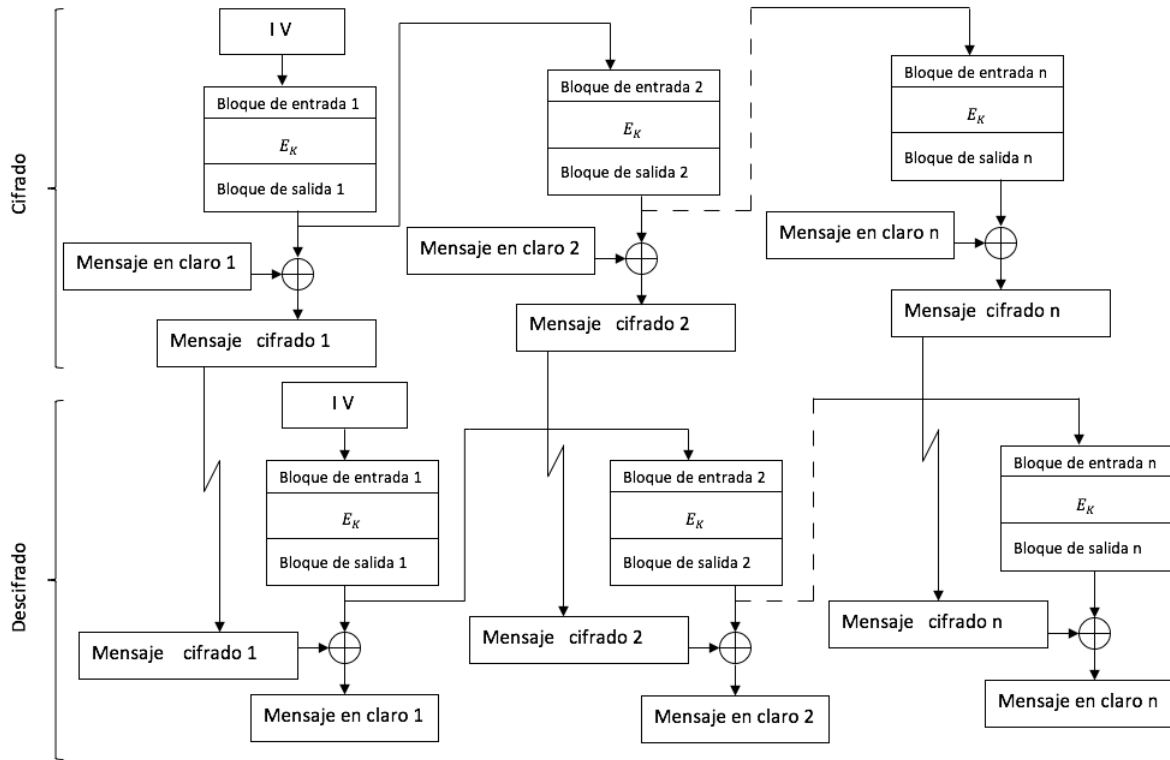 Cifrado
I V
Bloque de entrada 1
E_K
Bloque de salida 1
Mensaje en claro 1
Mensaje cifrado 1
Bloque de entrada 2
E_K
Bloque de salida 2
Mensaje en claro 2
Mensaje cifrado 2
Bloque de entrada n
E_K
Bloque de salida n
Mensaje en claro n
Mensaje cifrado n
Descifrado
I V
Bloque de entrada 1
E_K
Bloque de salida 1
Mensaje cifrado 1
Mensaje en claro 1
Bloque de entrada 2
E_K
Bloque de salida 2
Mensaje cifrado 2
Mensaje en claro 2
Bloque de entrada n
E_K
Bloque de salida n
Mensaje cifrado n
Mensaje en claro n